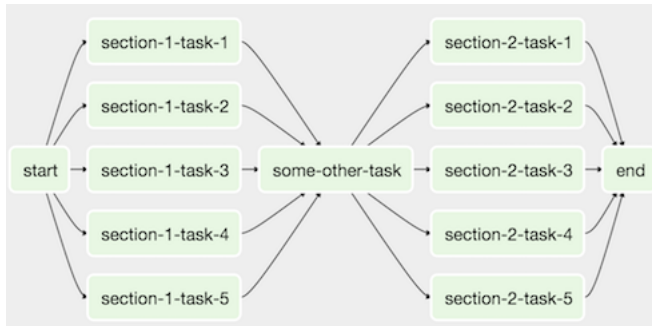 section-1-task-1
section-2-task-1
section-1-task-2
section-2-task-2
start
section-1-task-3
some-other-task
section-2-task-3
end
section-1-task-4
section-2-task-4
section-1-task-5
section-2-task-5